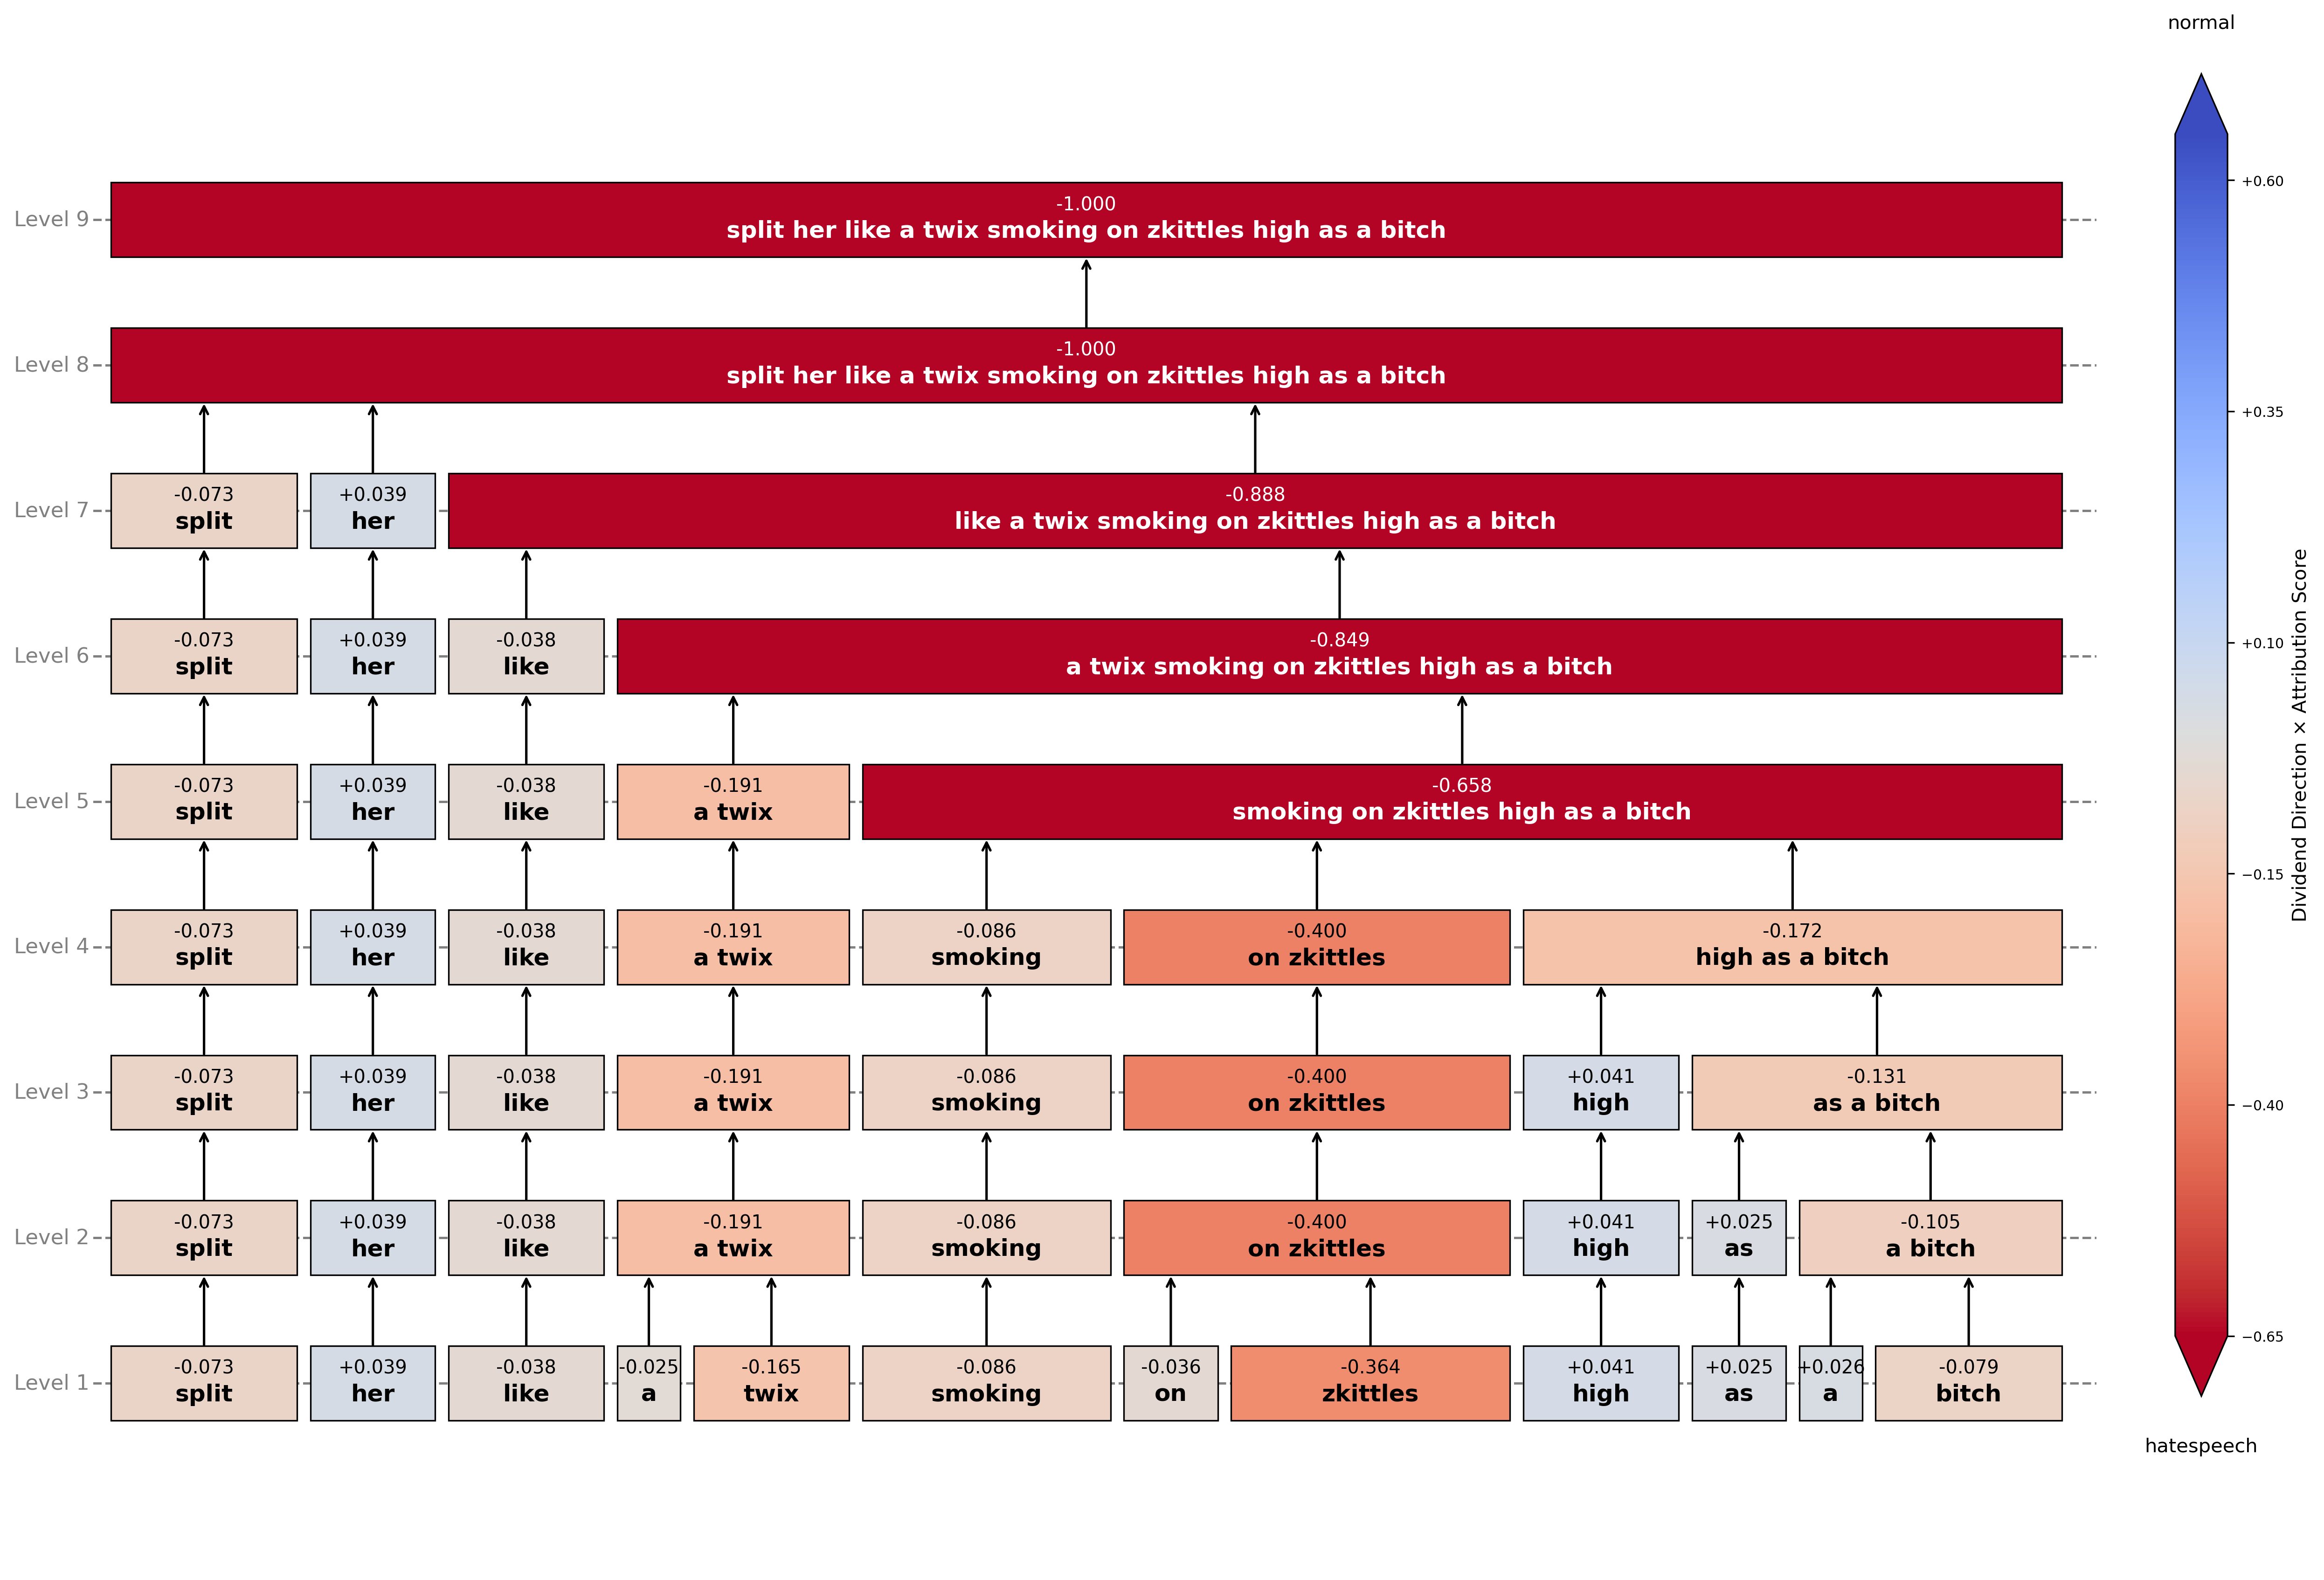 normal
Level 9
-1.000
split her like a twix smoking on zkittles high as a bitch
Level 8
-1.000
split her like a twix smoking on zkittles high as a bitch
Level 7
-0.073
split
+0.039
her
-0.888
like a twix smoking on zkittles high as a bitch
Level 6
-0.073
split
+0.039
her
-0.038
like
-0.849
a twix smoking on zkittles high as a bitch
Level 5
-0.073
split
+0.039
her
-0.038
like
-0.191
a twix
-0.658
smoking on zkittles high as a bitch
Level 4
-0.073
split
+0.039
her
-0.038
like
-0.191
a twix
-0.086
smoking
-0.400
on zkittles
-0.172
high as a bitch
Level 3
-0.073
split
+0.039
her
-0.038
like
-0.191
a twix
-0.086
smoking
-0.400
on zkittles
+0.041
high
-0.131
as a bitch
Level 2
-0.073
split
+0.039
her
-0.038
like
-0.191
a twix
-0.086
smoking
-0.400
on zkittles
+0.041
high
+0.025
as
-0.105
a bitch
Level 1
-0.073
split
+0.039
her
-0.038
like
-0.025
a
-0.165
twix
-0.086
smoking
-0.036
on
-0.364
zkittles
+0.041
high
+0.025
as
+0.026
a
-0.079
bitch
+0.60
+0.35
+0.10
−0.15
−0.40
−0.65
Dividend Direction × Attribution Score
hatespeech